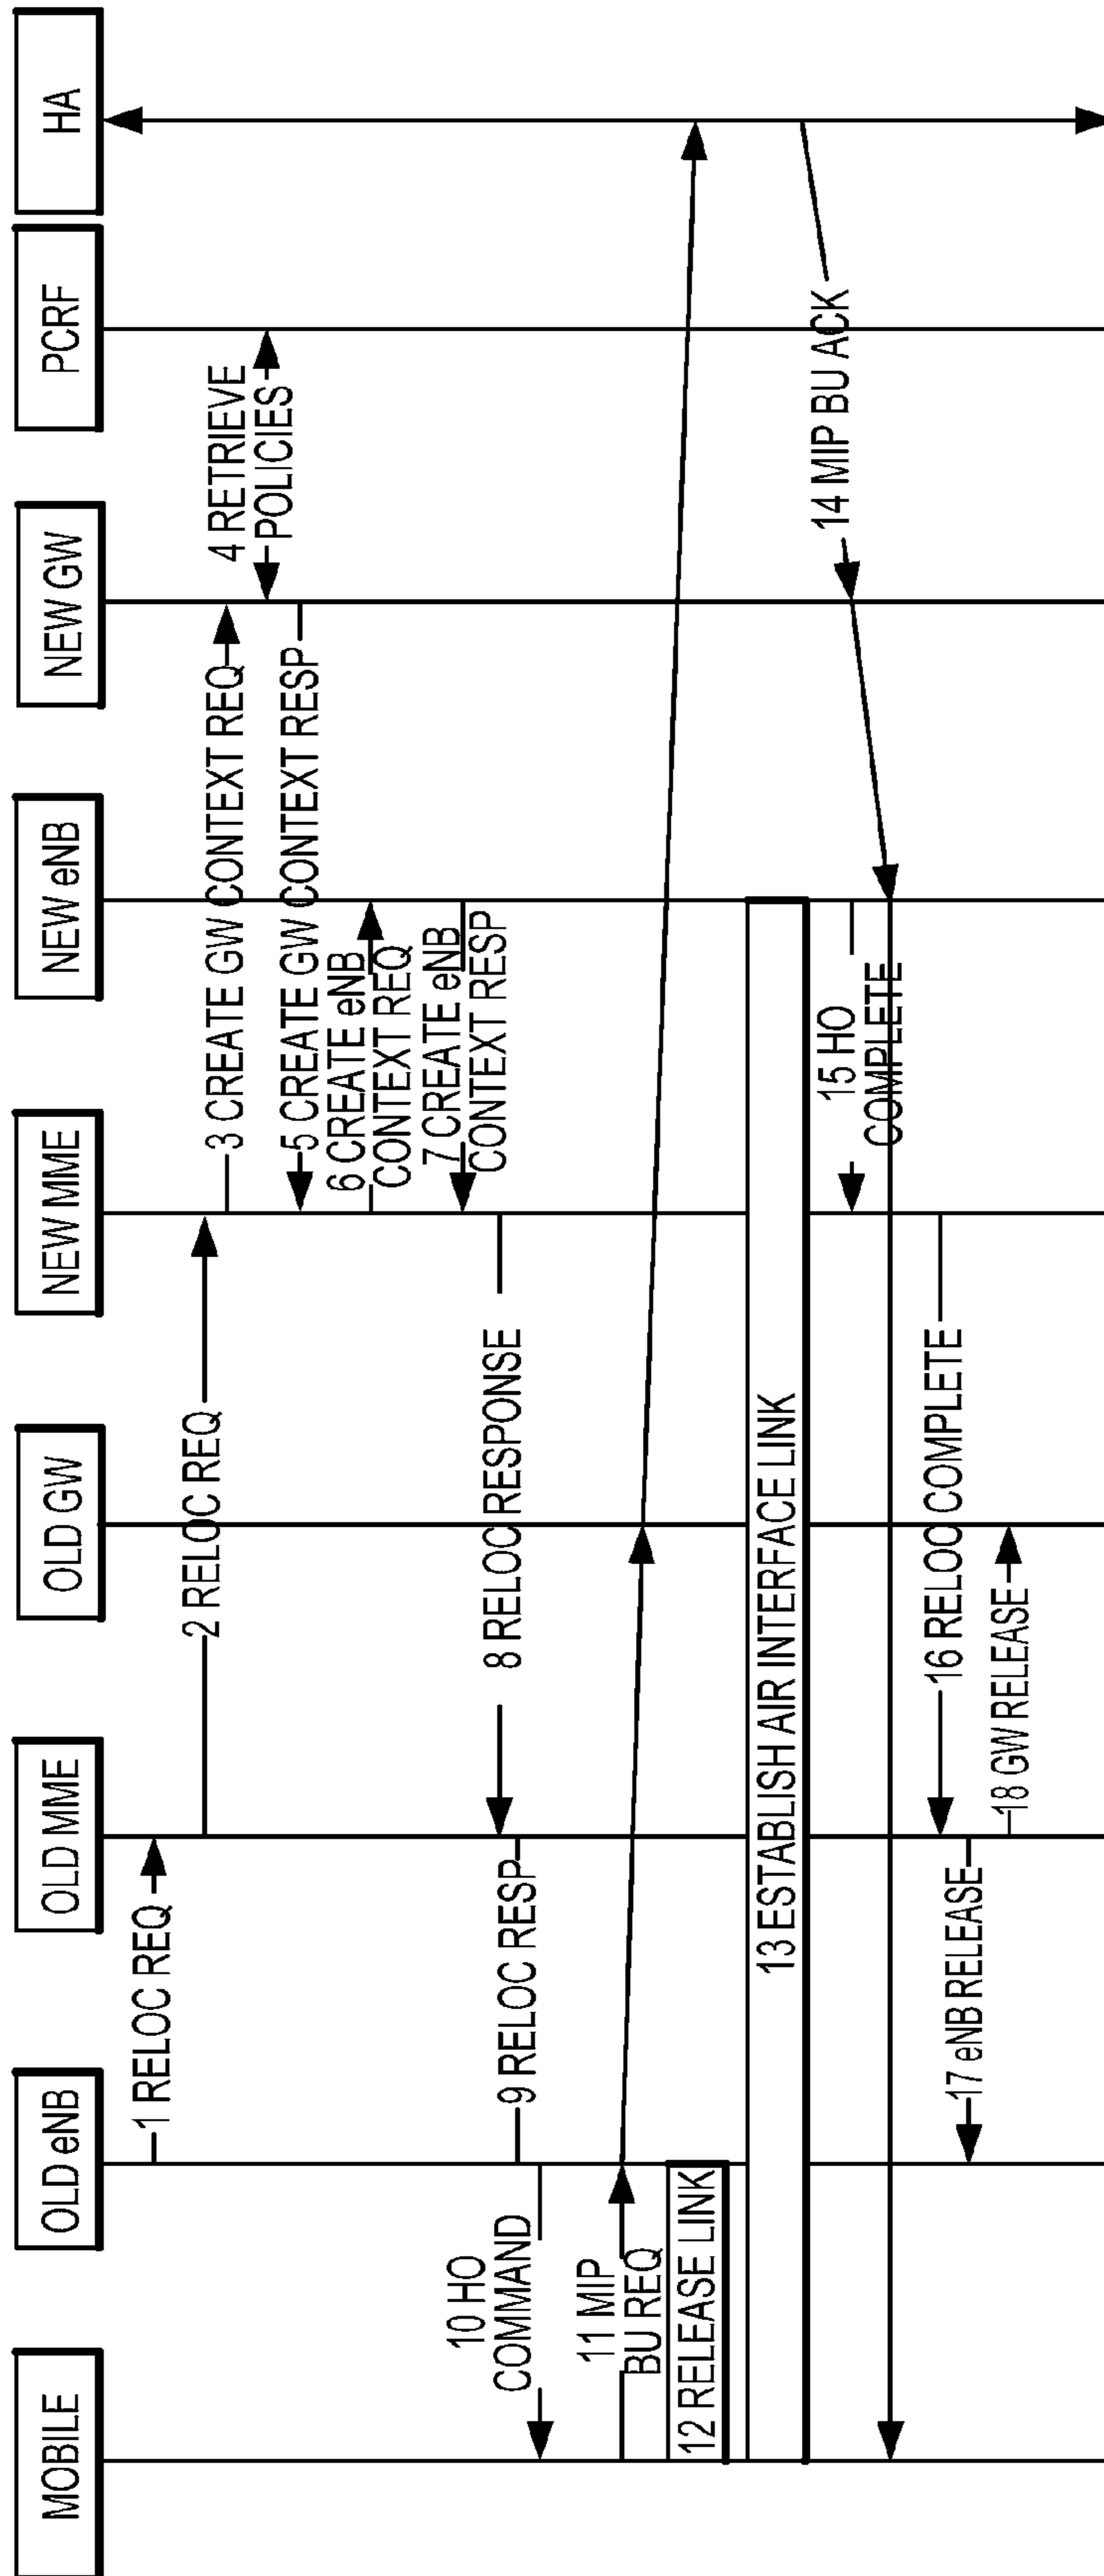 MOBILE
OLD eNB
OLD MME
OLD GW
NEW MME
NEW eNB
NEW GW
PCRF
HA
1 RELOC REQ
2 RELOC REQ
3 CREATE GW CONTEXT REQ
4 RETRIEVE
POLICIES
5 CREATE GW CONTEXT RESP
6 CREATE eNB
CONTEXT REQ
7 CREATE eNB
CONTEXT RESP
8 RELOC RESPONSE
9 RELOC RESP
10 HO
COMMAND
11 MIP
BU REQ
12 RELEASE LINK
13 ESTABLISH AIR INTERFACE LINK
14 MIP BU ACK
15 HO
COMPLETE
16 RELOC COMPLETE
17 eNB RELEASE
18 GW RELEASE